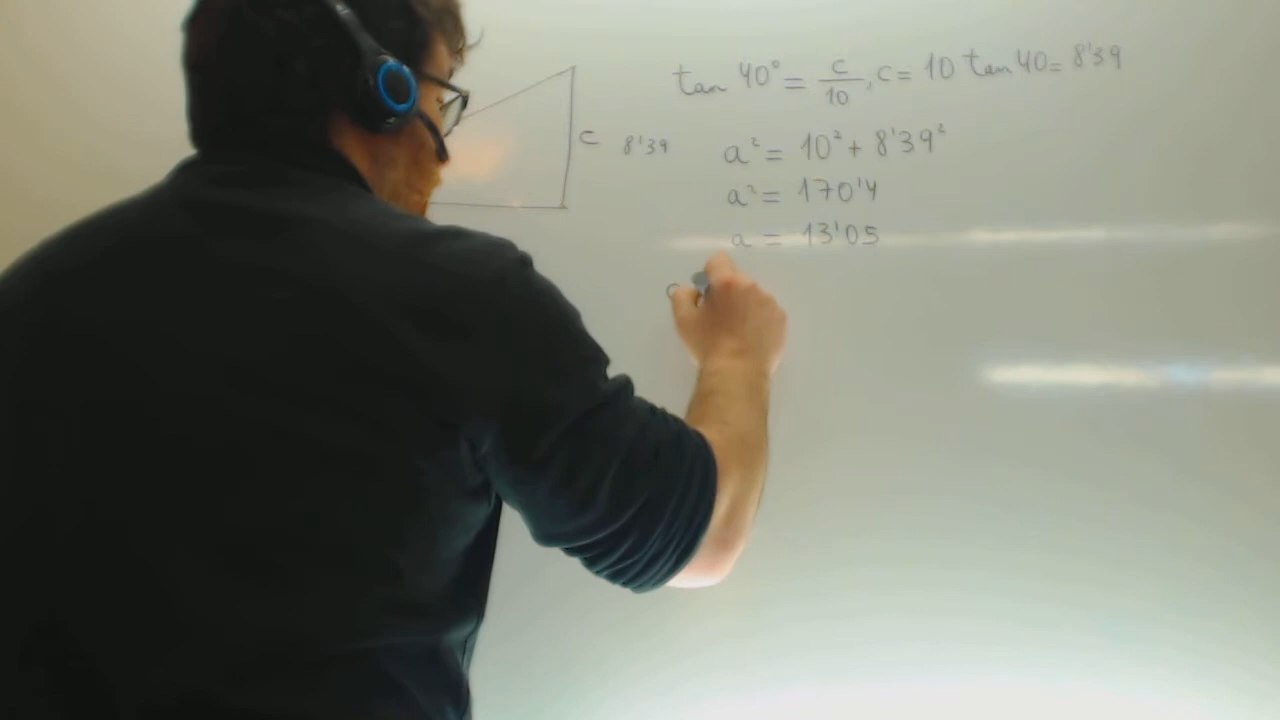 tan 40° = c/10, c = 10 tan 40 = 8'39
c 8'39
a² = 10² + 8'39²
a² = 170'4
a = 13'05